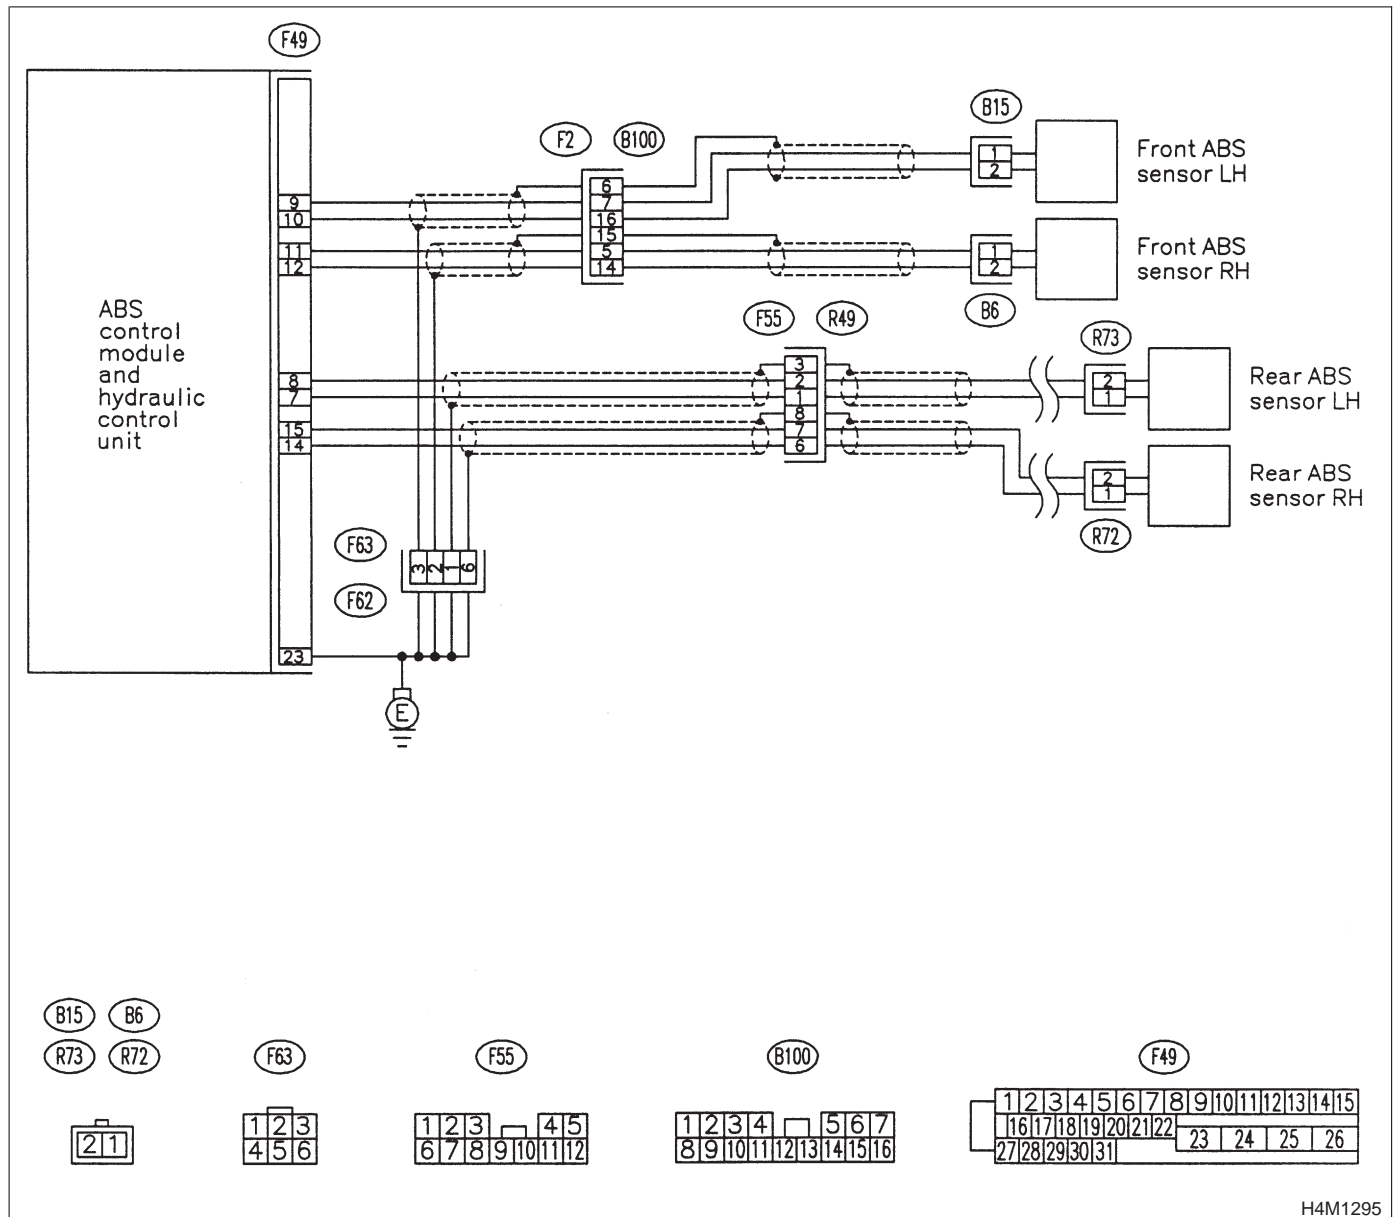 F49
B15
F2 B100
Front ABS
sensor LH
1
2
6
7
16
15
5
14
9
10
11
12
Front ABS
sensor RH
1
2
B6
ABS
control
module
and
hydraulic
control
unit
F55 R49
R73
3
2
1
8
7
6
8
7
15
14
2
1
Rear ABS
sensor LH
2
1
Rear ABS
sensor RH
R72
F63
3 2 1 6
F62
23
E
B15 B6
R73 R72
F63
F55
B100
F49
2 1
1 2 3
4 5 6
1 2 3 4 5
6 7 8 9 10 11 12
1 2 3 4 5 6 7
8 9 10 11 12 13 14 15 16
1 2 3 4 5 6 7 8 9 10 11 12 13 14 15
16 17 18 19 20 21 22 23 24 25 26
27 28 29 30 31
H4M1295